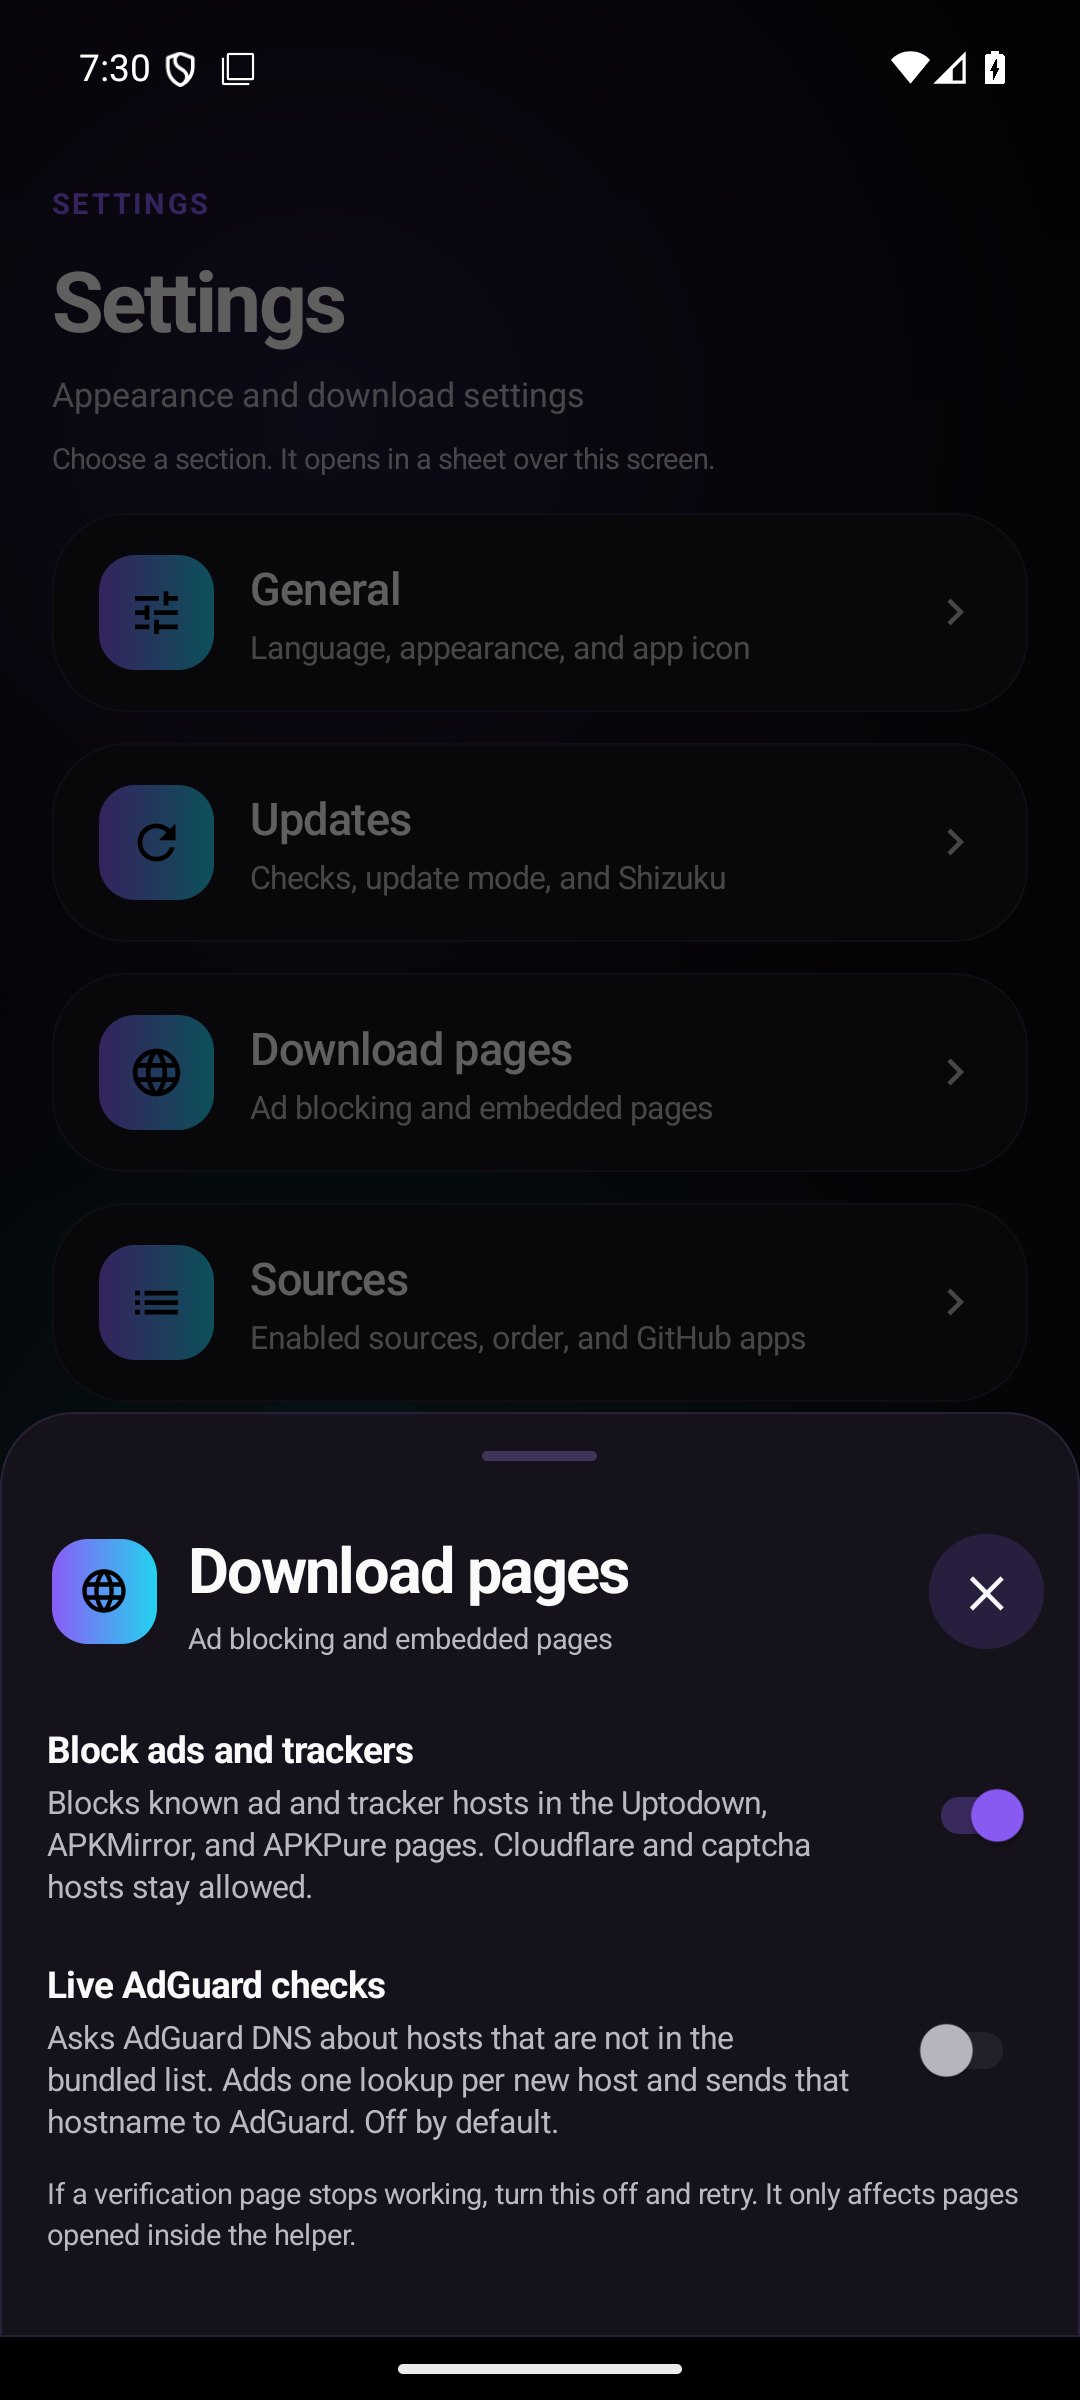 7:30
SETTINGS
Settings
Appearance and download settings
Choose a section. It opens in a sheet over this screen.
General
Language, appearance, and app icon
Updates
Checks, update mode, and Shizuku
Download pages
Ad blocking and embedded pages
Sources
Enabled sources, order, and GitHub apps
Download pages
Ad blocking and embedded pages
Block ads and trackers
Blocks known ad and tracker hosts in the Uptodown,
APKMirror, and APKPure pages. Cloudflare and captcha
hosts stay allowed.
Live AdGuard checks
Asks AdGuard DNS about hosts that are not in the
bundled list. Adds one lookup per new host and sends that
hostname to AdGuard. Off by default.
If a verification page stops working, turn this off and retry. It only affects pages
opened inside the helper.